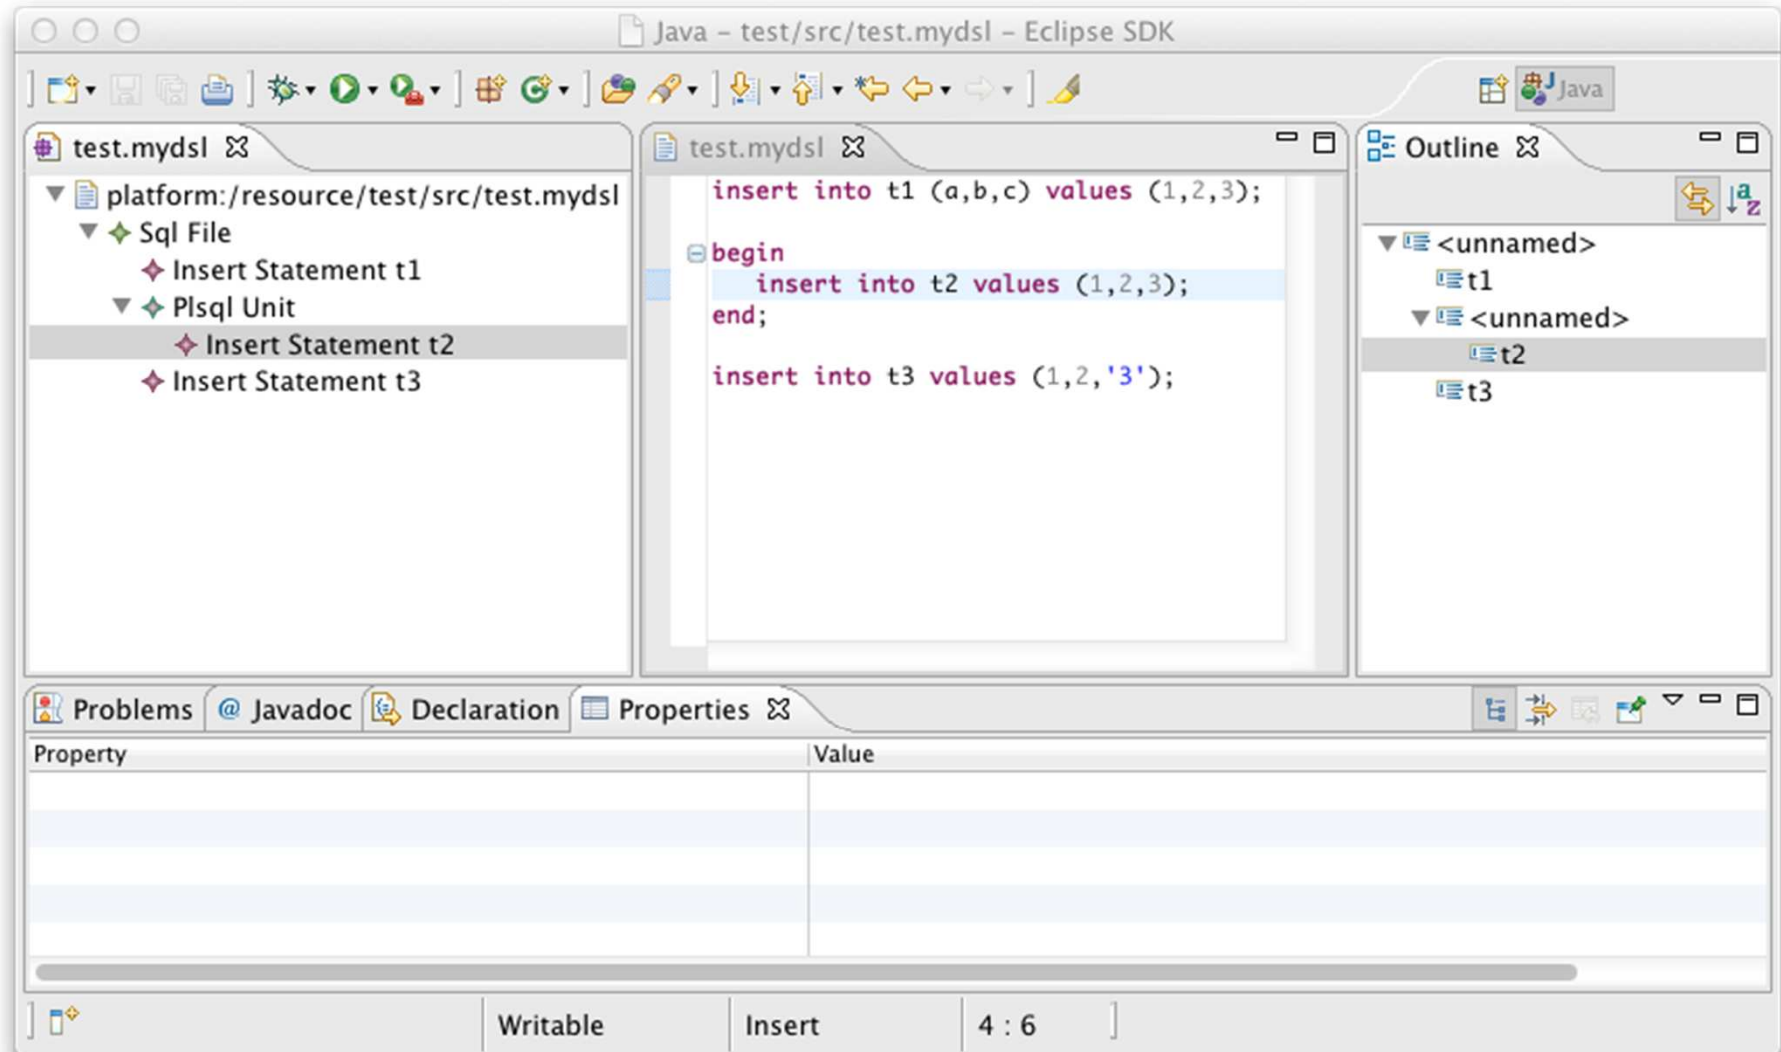 Java – test/src/test.mydsl – Eclipse SDK
Java
test.mydsl
platform:/resource/test/src/test.mydsl
Sql File
Insert Statement t1
Plsql Unit
Insert Statement t2
Insert Statement t3
test.mydsl
insert into t1 (a,b,c) values (1,2,3);
begin
insert into t2 values (1,2,3);
end;
insert into t3 values (1,2,'3');
Outline
<unnamed>
t1
<unnamed>
t2
t3
Problems @ Javadoc Declaration Properties
Property Value
Writable Insert 4 : 6